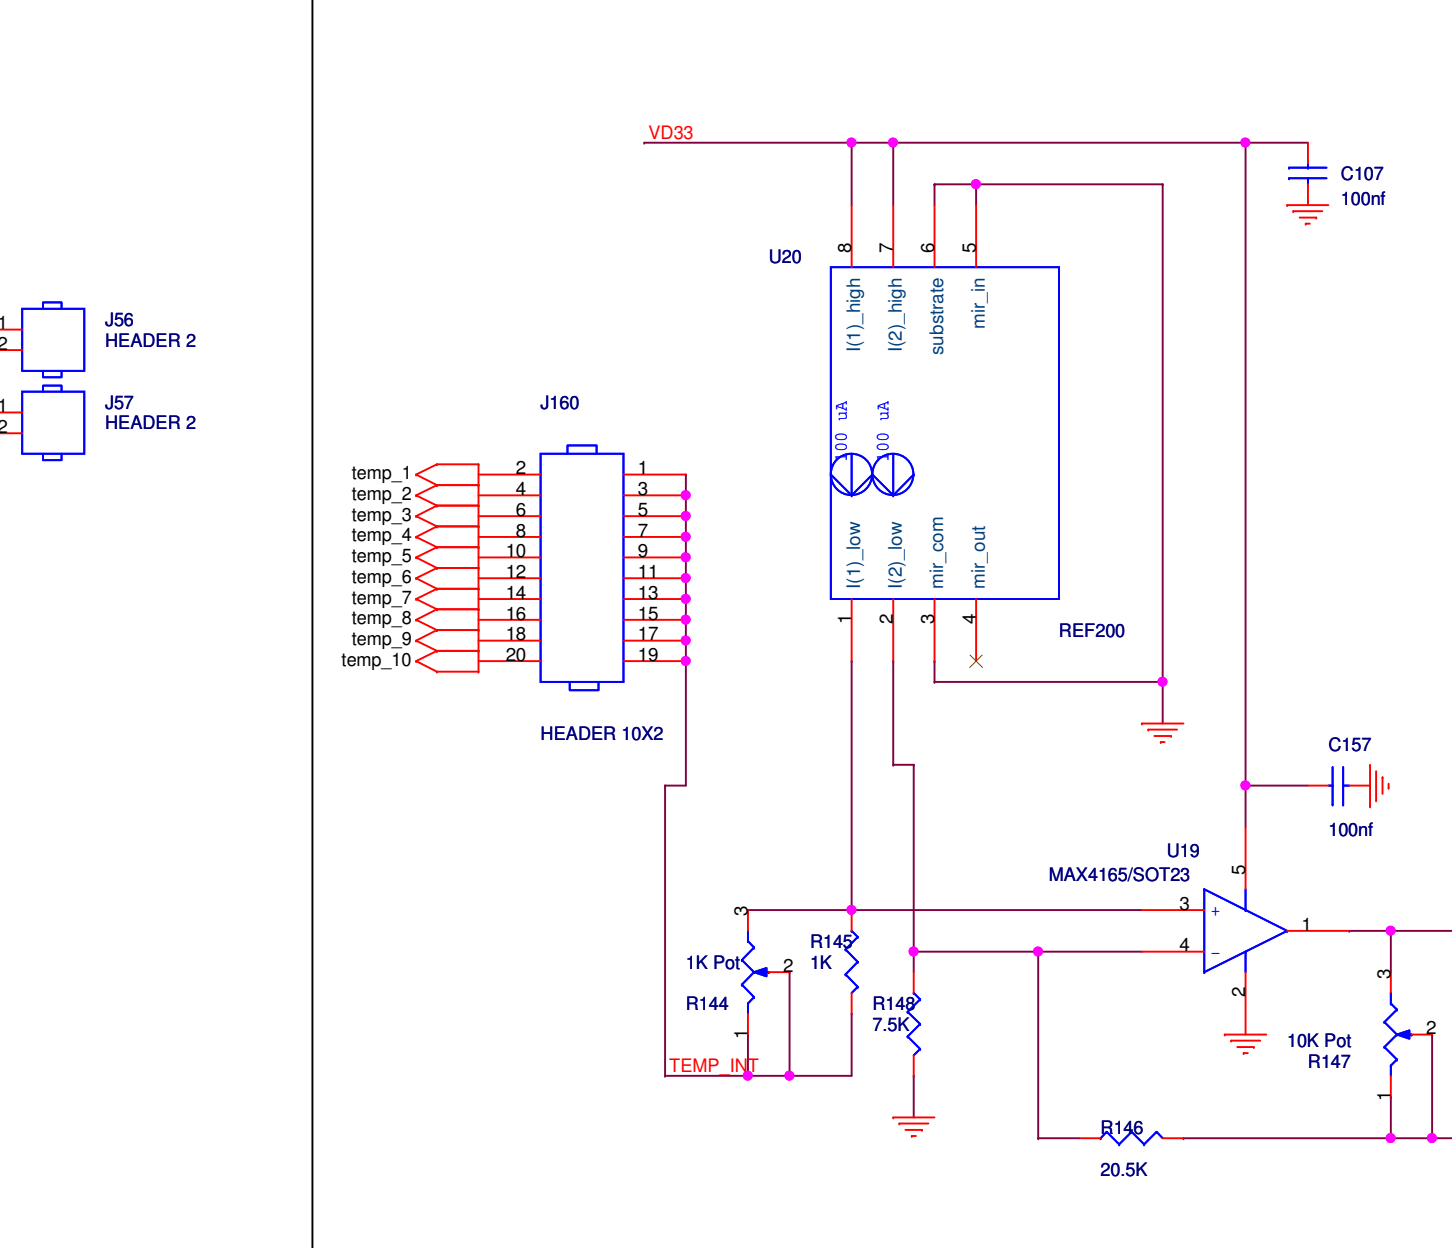 VD33
C107
100nf
U20
8
7
6
5
I(1)_high
I(2)_high
substrate
mir_in
1
2
J56
HEADER 2
1
2
J57
HEADER 2
J160
100 uA
100 uA
temp_1
2
1
temp_2
4
3
temp_3
6
5
temp_4
8
7
temp_5
10
9
temp_6
12
11
temp_7
14
13
temp_8
16
15
temp_9
18
17
temp_10
20
19
I(1)_low
I(2)_low
mir_com
mir_out
1
2
3
4
REF200
HEADER 10X2
C157
100nf
U19
MAX4165/SOT23
5
3
+
4
-
1
2
3
1K Pot
2
R144
1
R145
1K
R148
7.5K
TEMP_INT
3
2
10K Pot
R147
1
R146
20.5K